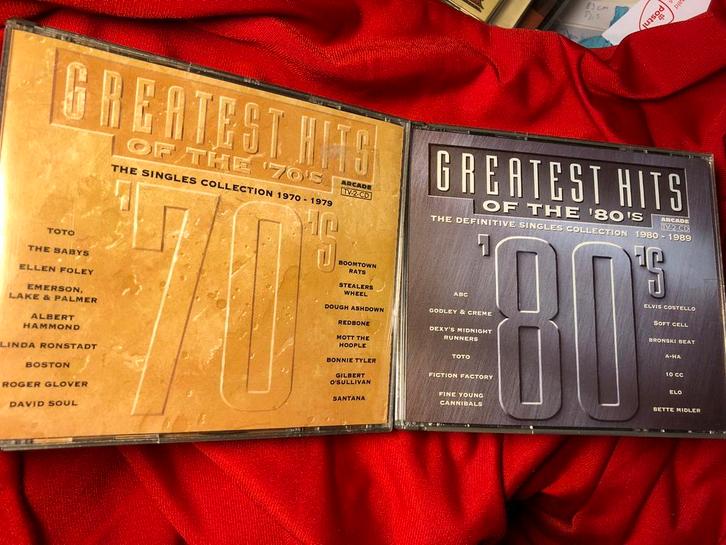 GREATEST HITS
OF THE '70'S
THE SINGLES COLLECTION 1970 - 1979
ARCADE
TV-2-CD
'70'S
TOTO
THE BABYS
ELLEN FOLEY
EMERSON,
LAKE & PALMER
ALBERT
HAMMOND
LINDA RONSTADT
BOSTON
ROGER GLOVER
DAVID SOUL
BOOMTOWN
RATS
STEALERS
WHEEL
DOUGH ASHDOWN
REDBONE
MOTT THE
HOOPLE
BONNIE TYLER
GILBERT
O'SULLIVAN
SANTANA
GREATEST HITS
OF THE '80'S
ARCADE
TV-2-CD
THE DEFINITIVE SINGLES COLLECTION 1980 - 1989
'80'S
ABC
GODLEY & CREME
DEXY'S MIDNIGHT
RUNNERS
TOTO
FICTION FACTORY
FINE YOUNG
CANNIBALS
ELVIS COSTELLO
SOFT CELL
BRONSKI BEAT
A-HA
10 CC
ELO
BETTE MIDLER